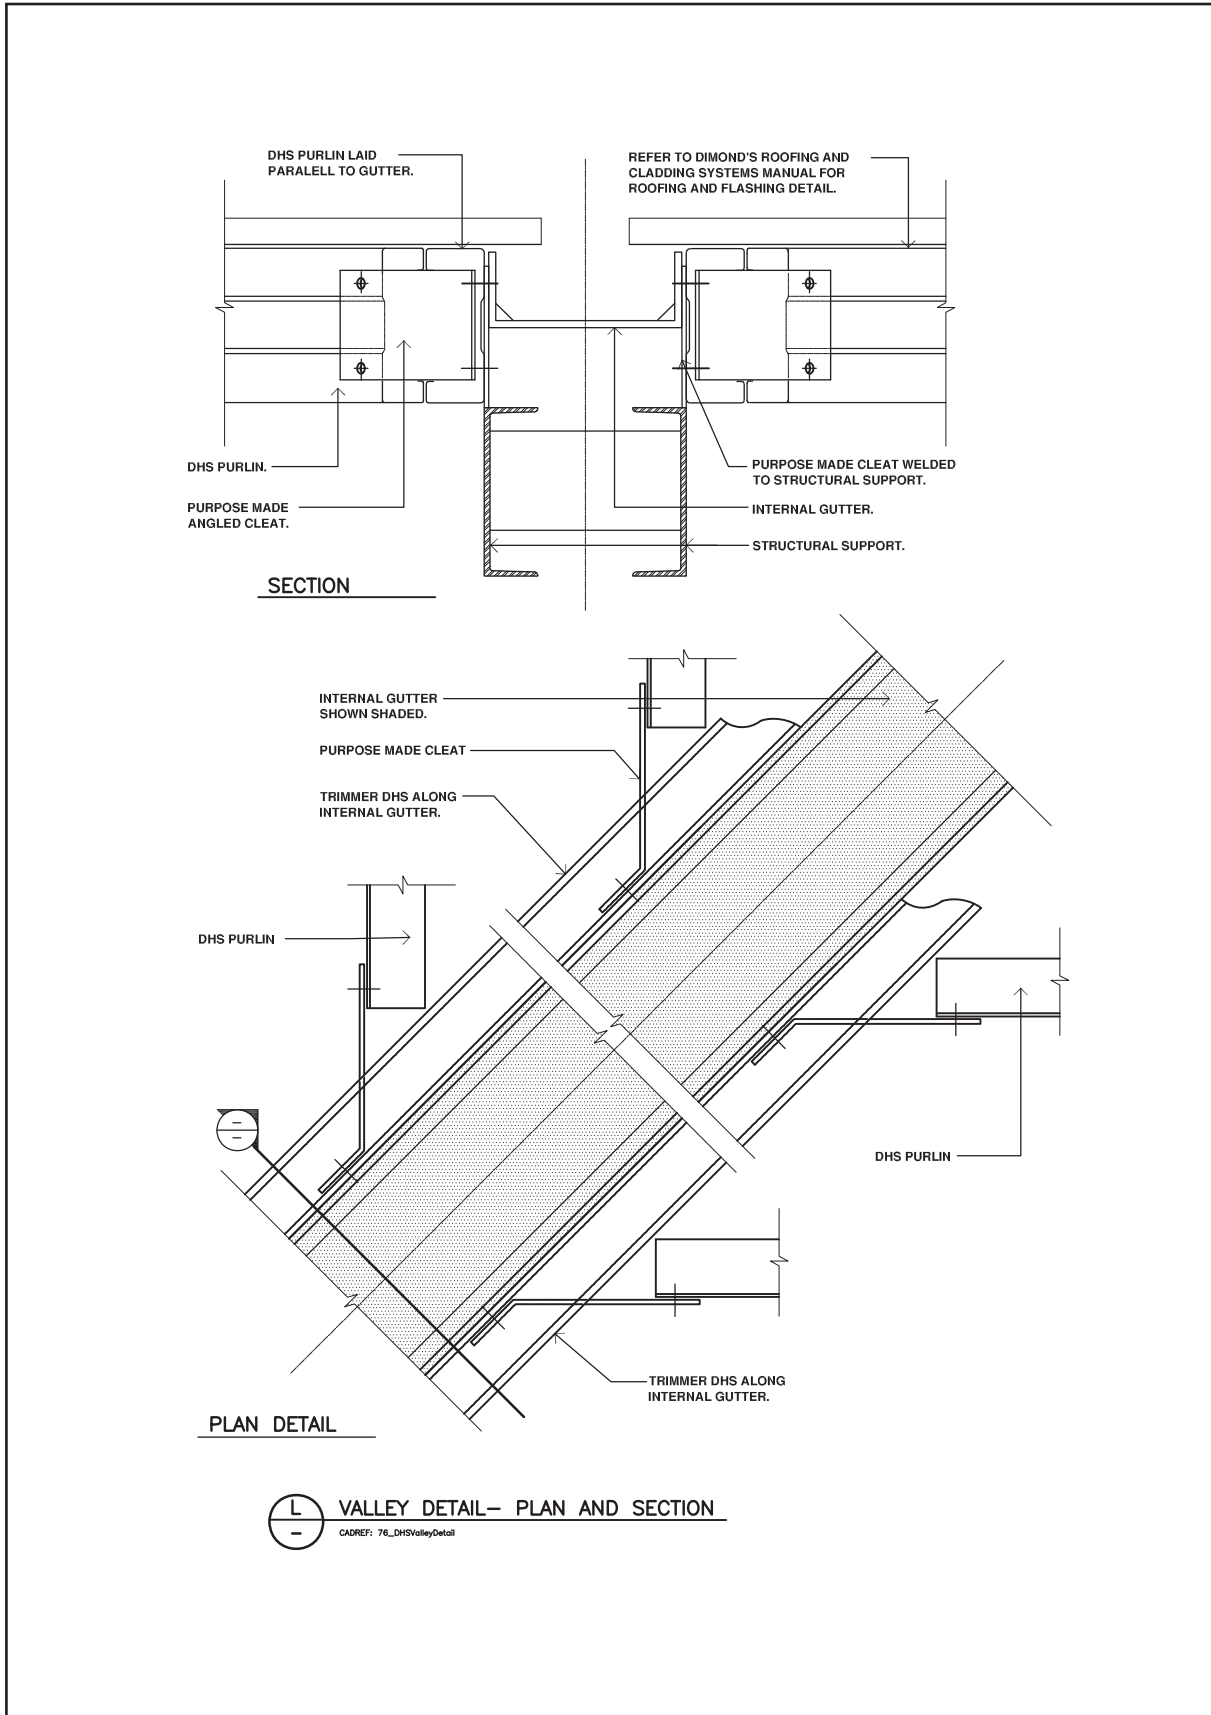 DHS PURLIN LAID
PARALELL TO GUTTER.
REFER TO DIMOND'S ROOFING AND
CLADDING SYSTEMS MANUAL FOR
ROOFING AND FLASHING DETAIL.
DHS PURLIN.
PURPOSE MADE
ANGLED CLEAT.
PURPOSE MADE CLEAT WELDED
TO STRUCTURAL SUPPORT.
INTERNAL GUTTER.
STRUCTURAL SUPPORT.
SECTION
INTERNAL GUTTER
SHOWN SHADED.
PURPOSE MADE CLEAT
TRIMMER DHS ALONG
INTERNAL GUTTER.
DHS PURLIN
–
–
DHS PURLIN
TRIMMER DHS ALONG
INTERNAL GUTTER.
PLAN DETAIL
L
–
VALLEY DETAIL– PLAN AND SECTION
CADREF: 76_DHSValleyDetail